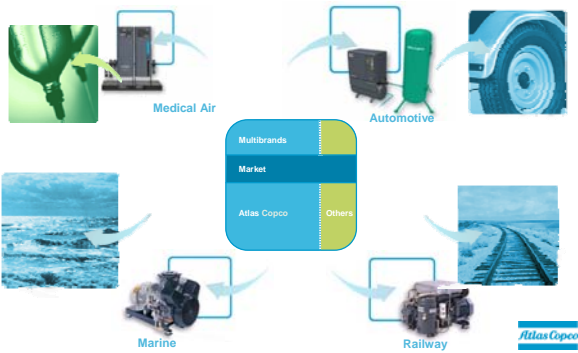 Medical Air
Automotive
Multibrands
Market
Atlas Copco
Others
Marine
Railway
Atlas Copco